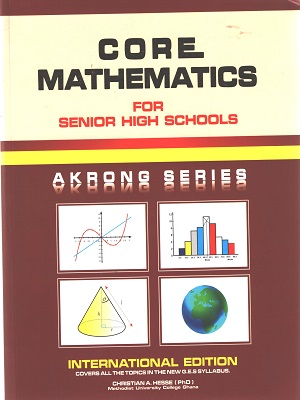 CORE
MATHEMATICS
FOR
SENIOR HIGH SCHOOLS
AKRONG SERIES
INTERNATIONAL EDITION
COVERS ALL THE TOPICS IN THE NEW G.E.S SYLLABUS.
CHRISTIAN A. HESSE (PhD)
Methodist University College Ghana